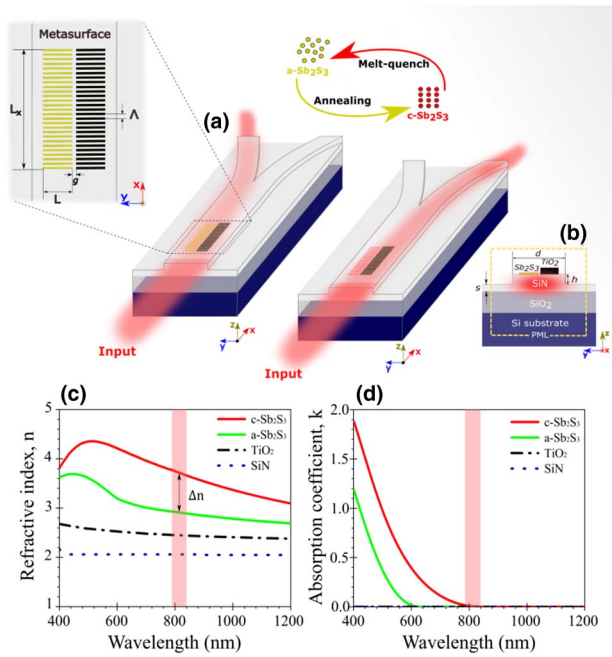 Metasurface
Lx
Λ
g
L
x
y
a-Sb2S3
Melt-quench
Annealing
c-Sb2S3
(a)
Input
z
x
y
Input
z
x
y
(b)
d
Sb2S3
TiO2
s
SiN
h
SiO2
Si substrate
PML
z
y
x
(c)
Refractive index, n
5
4
3
2
1
c-Sb₂S₃
a-Sb₂S₃
TiO₂
SiN
Δn
400 600 800 1000 1200
Wavelength (nm)
(d)
Absorption coefficient, k
2.0
1.5
1.0
0.5
0.0
c-Sb₂S₃
a-Sb₂S₃
TiO₂
SiN
400 600 800 1000 1200
Wavelength (nm)